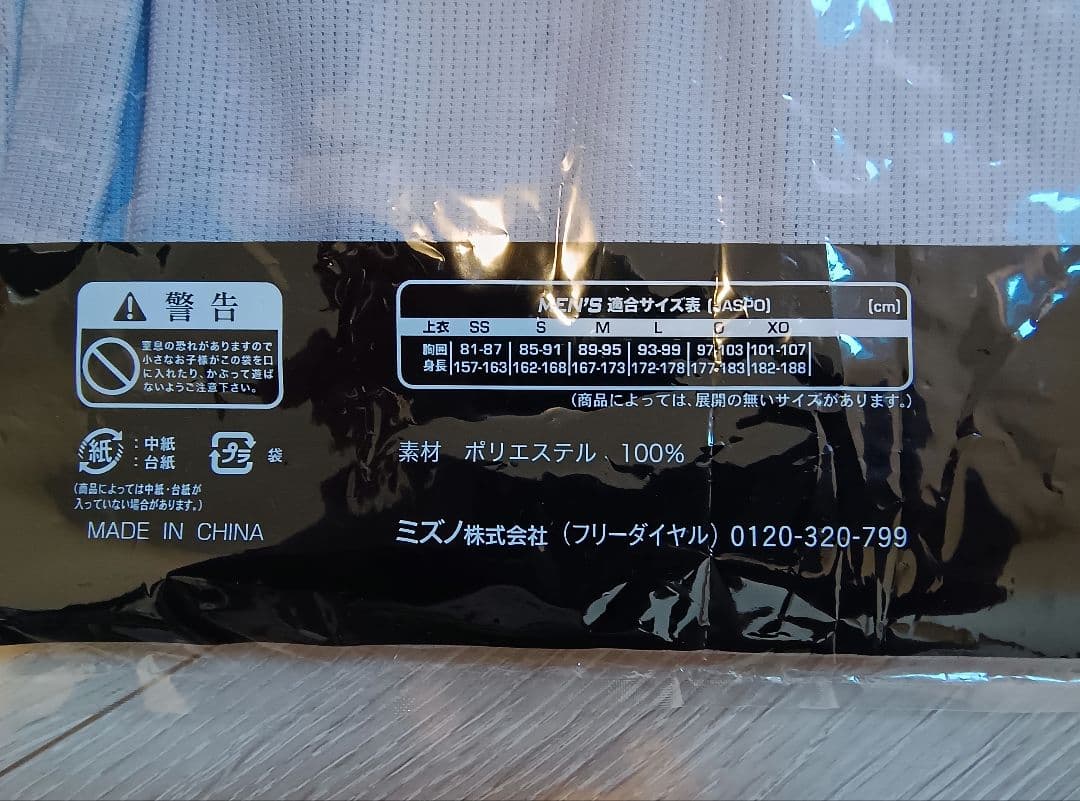 警告
窒息の恐れがありますので
小さなお子様がこの袋を口
に入れたり、かぶって遊ば
ないようご注意下さい。
紙 : 中紙
: 台紙
プラ 袋
(商品によっては中紙・台紙が
入っていない場合があります。)
MADE IN CHINA
MEN'S 適合サイズ表 (JASPO) [cm]
上衣 SS S M L O XO
胸囲 81-87 85-91 89-95 93-99 97-103 101-107
身長 157-163 162-168 167-173 172-178 177-183 182-188
(商品によっては、展開の無いサイズがあります。)
素材 ポリエステル 100%
ミズノ株式会社 (フリーダイヤル) 0120-320-799